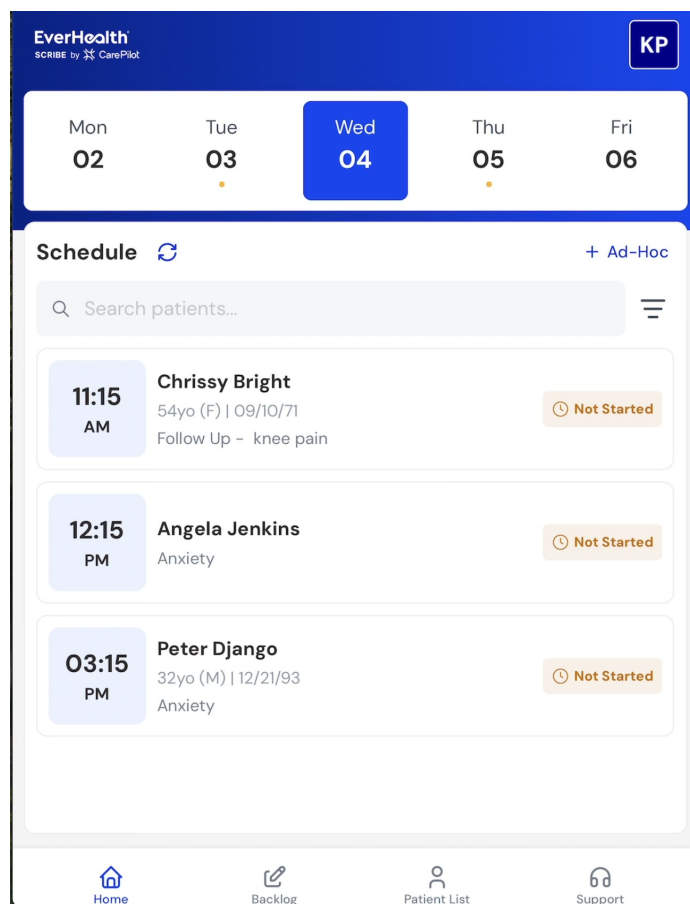 EverHealth
SCRIBE by CarePilot
KP
Mon Tue Wed Thu Fri
02 03 04 05 06
Schedule
+ Ad-Hoc
Search patients...
11:15 AM
Chrissy Bright
54yo (F) | 09/10/71
Follow Up - knee pain
Not Started
12:15 PM
Angela Jenkins
Anxiety
Not Started
03:15 PM
Peter Django
32yo (M) | 12/21/93
Anxiety
Not Started
Home Backlog Patient List Support